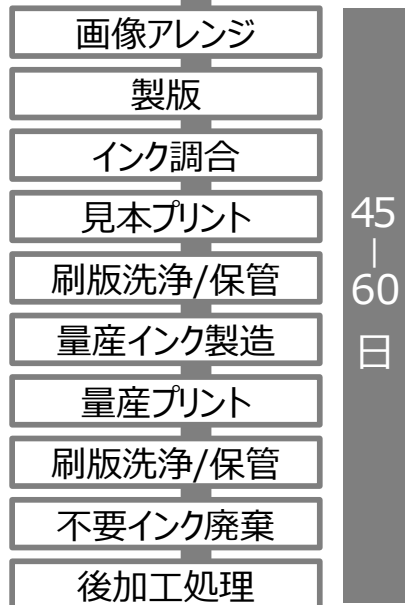 画像アレンジ
製版
インク調合
見本プリント
刷版洗浄/保管
量産インク製造
量産プリント
刷版洗浄/保管
不要インク廃棄
後加工処理
45
|
60
日